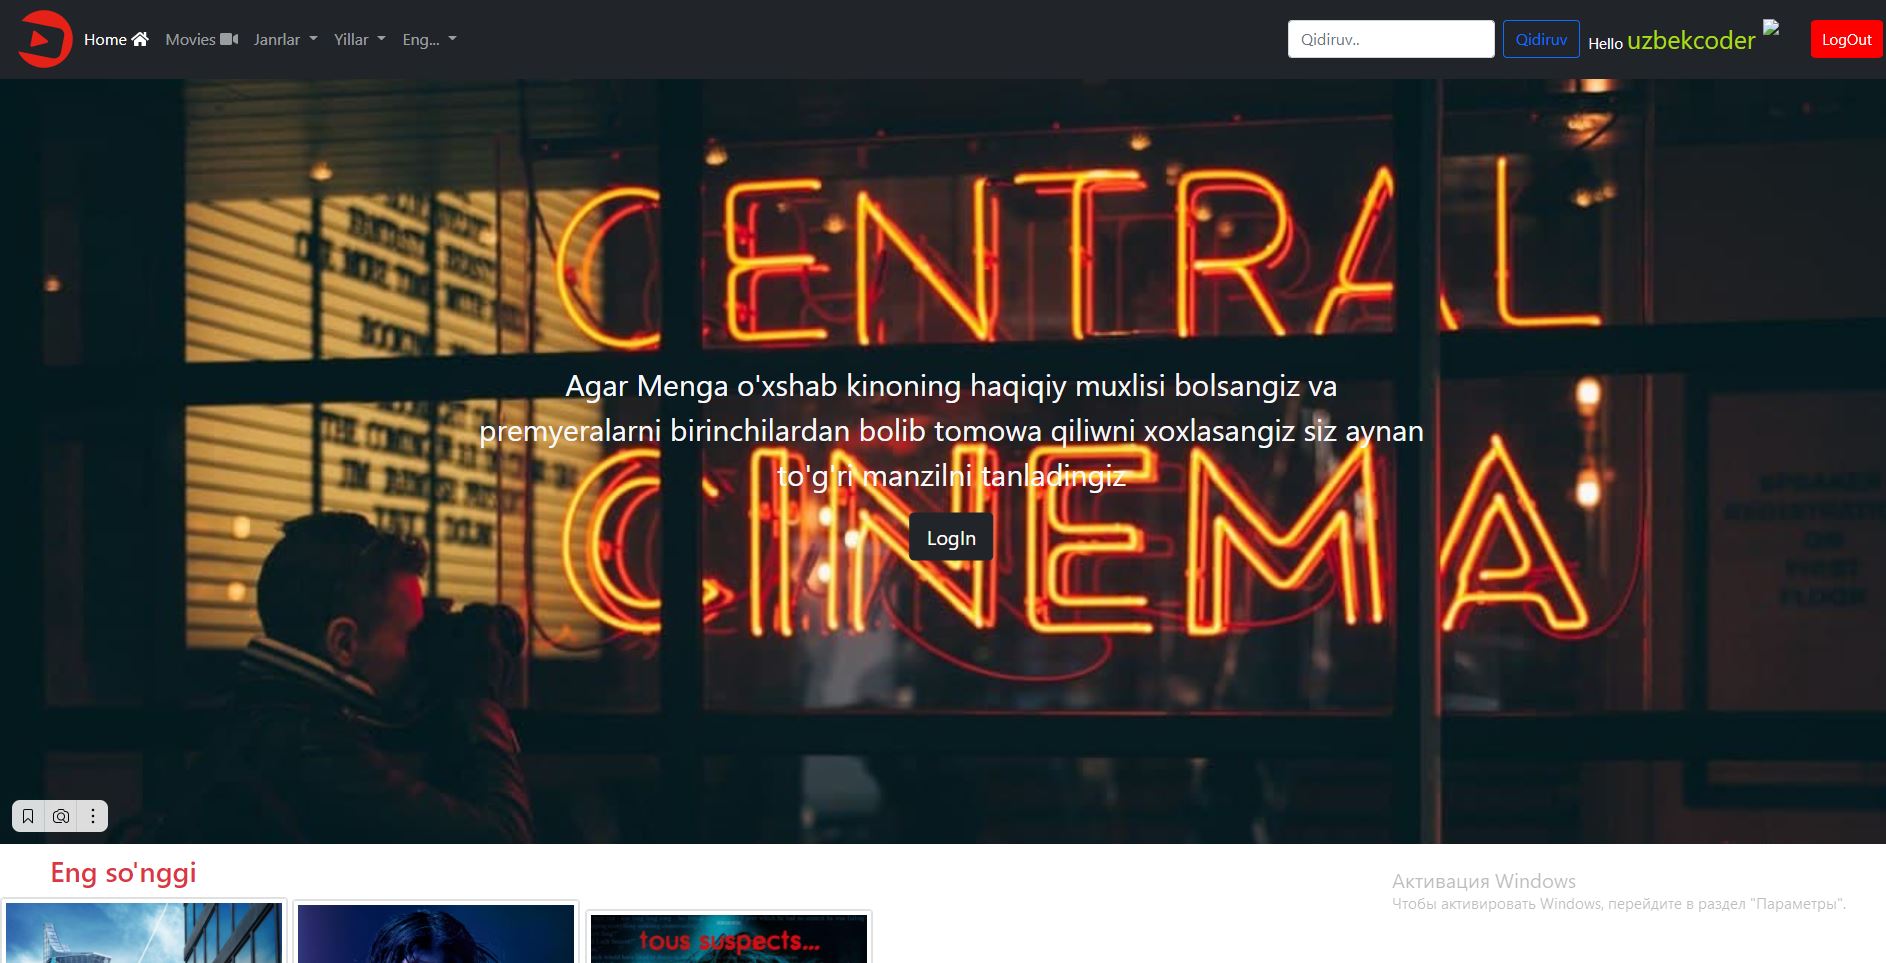 Home Movies Janrlar Yillar Eng... Qidiruv.. Qidiruv Hello uzbekcoder LogOut
CENTRAL
Agar Menga o'xshab kinoning haqiqiy muxlisi bolsangiz va
premyeralarni birinchilardan bolib tomowa qiliwni xoxlasangiz siz aynan
to'g'ri manzilni tanladingiz
CINEMA
LogIn
Eng so'nggi
Активация Windows
Чтобы активировать Windows, перейдите в раздел "Параметры".
tous suspects...